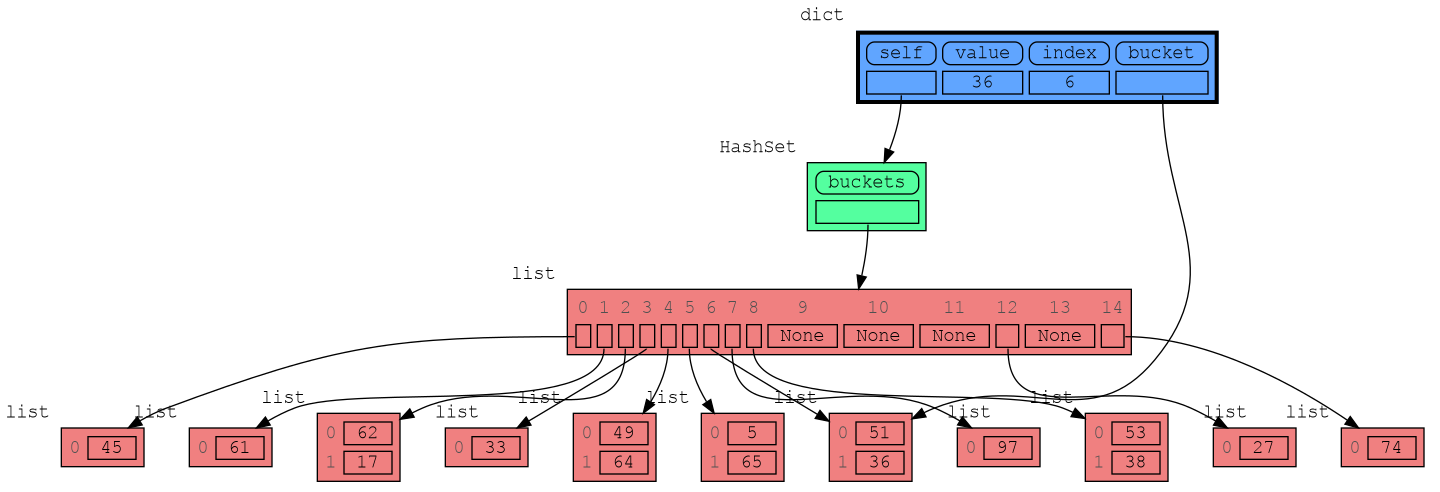 dict
self value index bucket
36 6
HashSet
buckets
list
0 1 2 3 4 5 6 7 8 9 10 11 12 13 14
None None None None
list list list list list list list list list list list
0 45
0 61
0 62
1 17
0 33
0 49
1 64
0 5
1 65
0 51
1 36
0 97
0 53
1 38
0 27
0 74